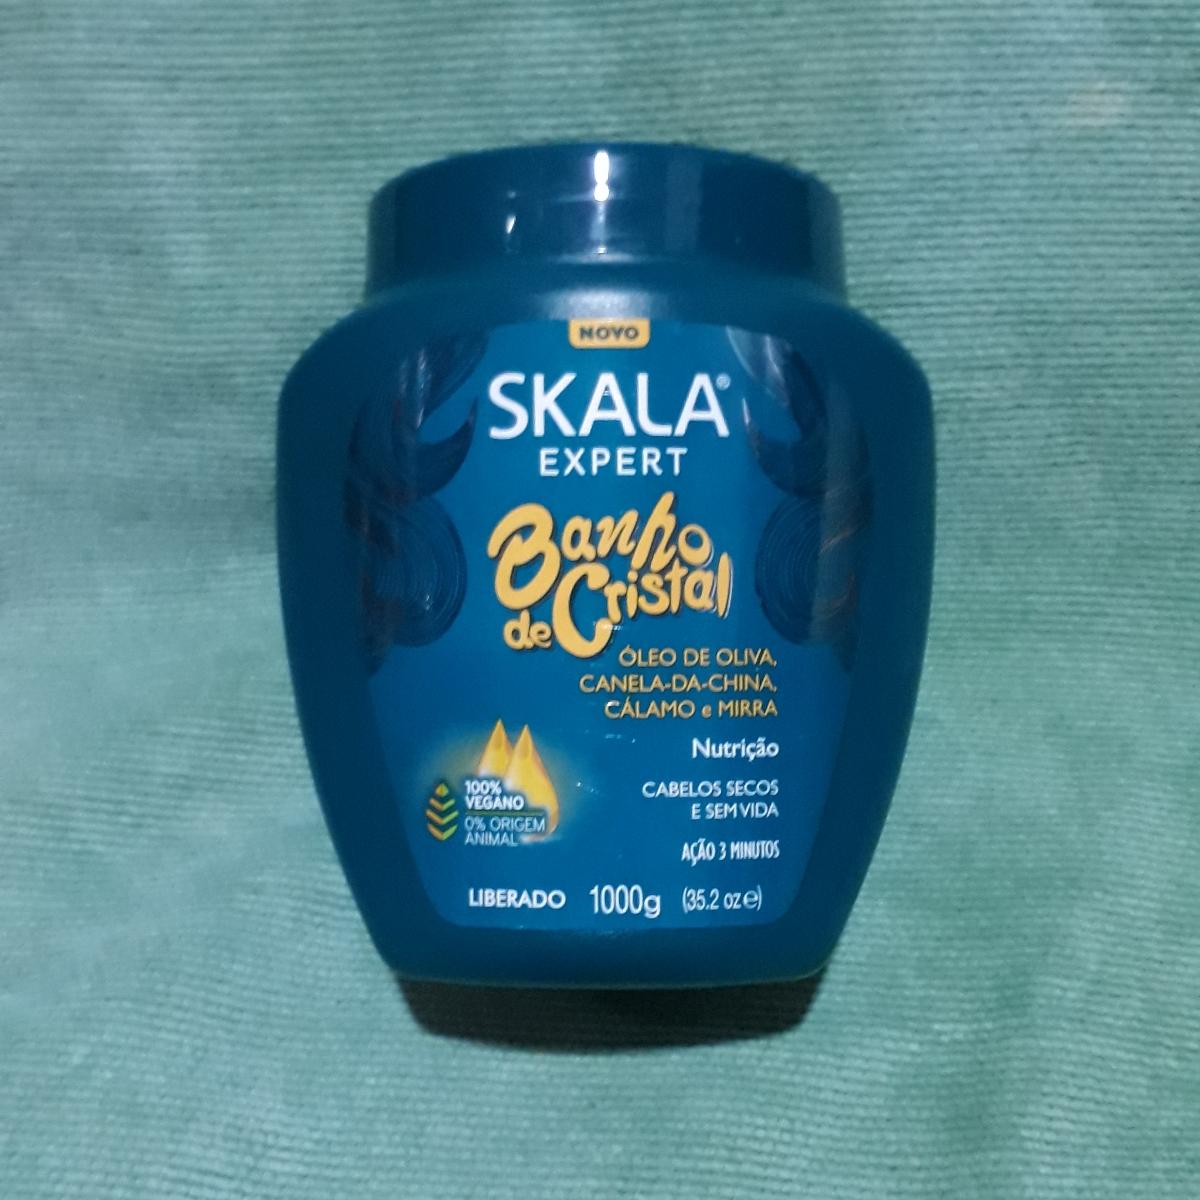 NOVO
SKALA®
EXPERT
Banho
de Cristal
ÓLEO DE OLIVA,
CANELA-DA-CHINA,
CÁLAMO e MIRRA
Nutrição
CABELOS SECOS
E SEM VIDA
AÇÃO 3 MINUTOS
100%
VEGANO
0% ORIGEM
ANIMAL
LIBERADO 1000g (35.2 oz ℮)